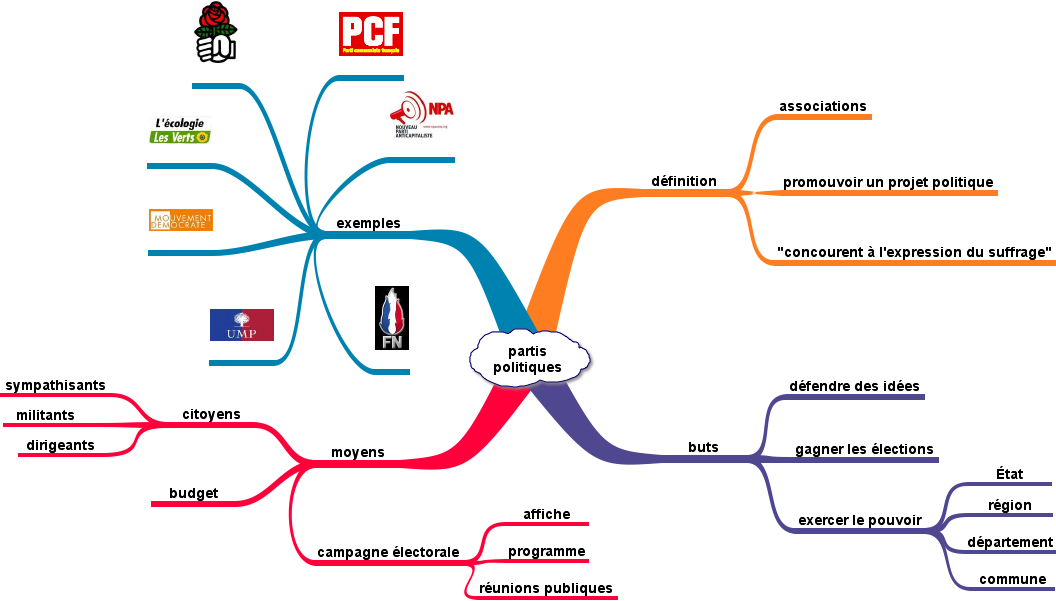 PCF
Parti communiste français
NPA
NOUVEAU
PARTI
ANTICAPITALISTE
L'écologie
Les Verts
MOUVEMENT
DEMOCRATE
exemples
UMP
FN
définition
associations
promouvoir un projet politique
"concourent à l'expression du suffrage"
partis
politiques
sympathisants
militants
dirigeants
citoyens
moyens
budget
campagne électorale
affiche
programme
réunions publiques
buts
défendre des idées
gagner les élections
exercer le pouvoir
État
région
département
commune